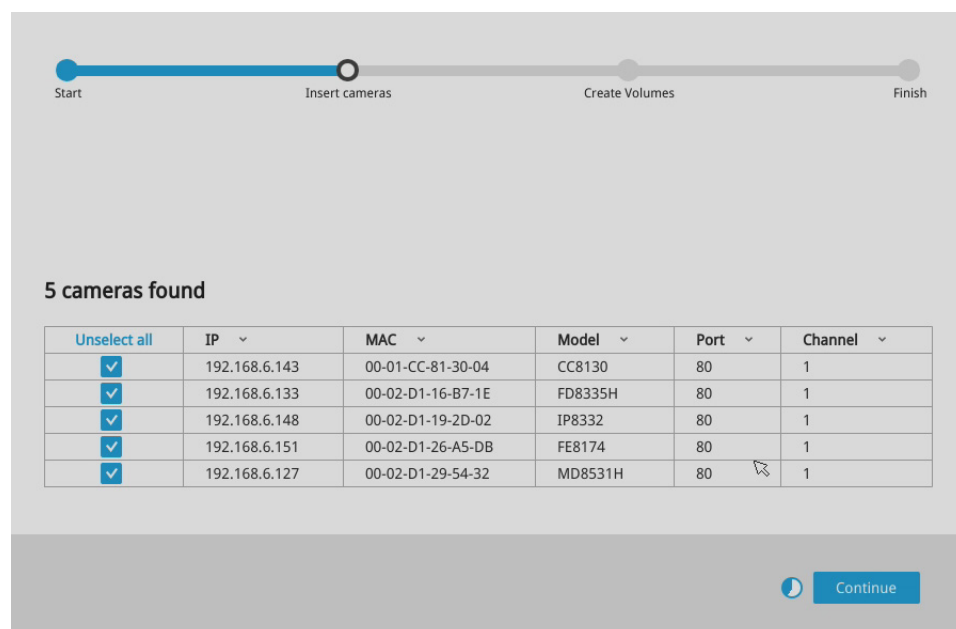 Start Insert cameras Create Volumes Finish
5 cameras found
Unselect all IP MAC Model Port Channel
192.168.6.143 00-01-CC-81-30-04 CC8130 80 1
192.168.6.133 00-02-D1-16-B7-1E FD8335H 80 1
192.168.6.148 00-02-D1-19-2D-02 IP8332 80 1
192.168.6.151 00-02-D1-26-A5-DB FE8174 80 1
192.168.6.127 00-02-D1-29-54-32 MD8531H 80 1
Continue